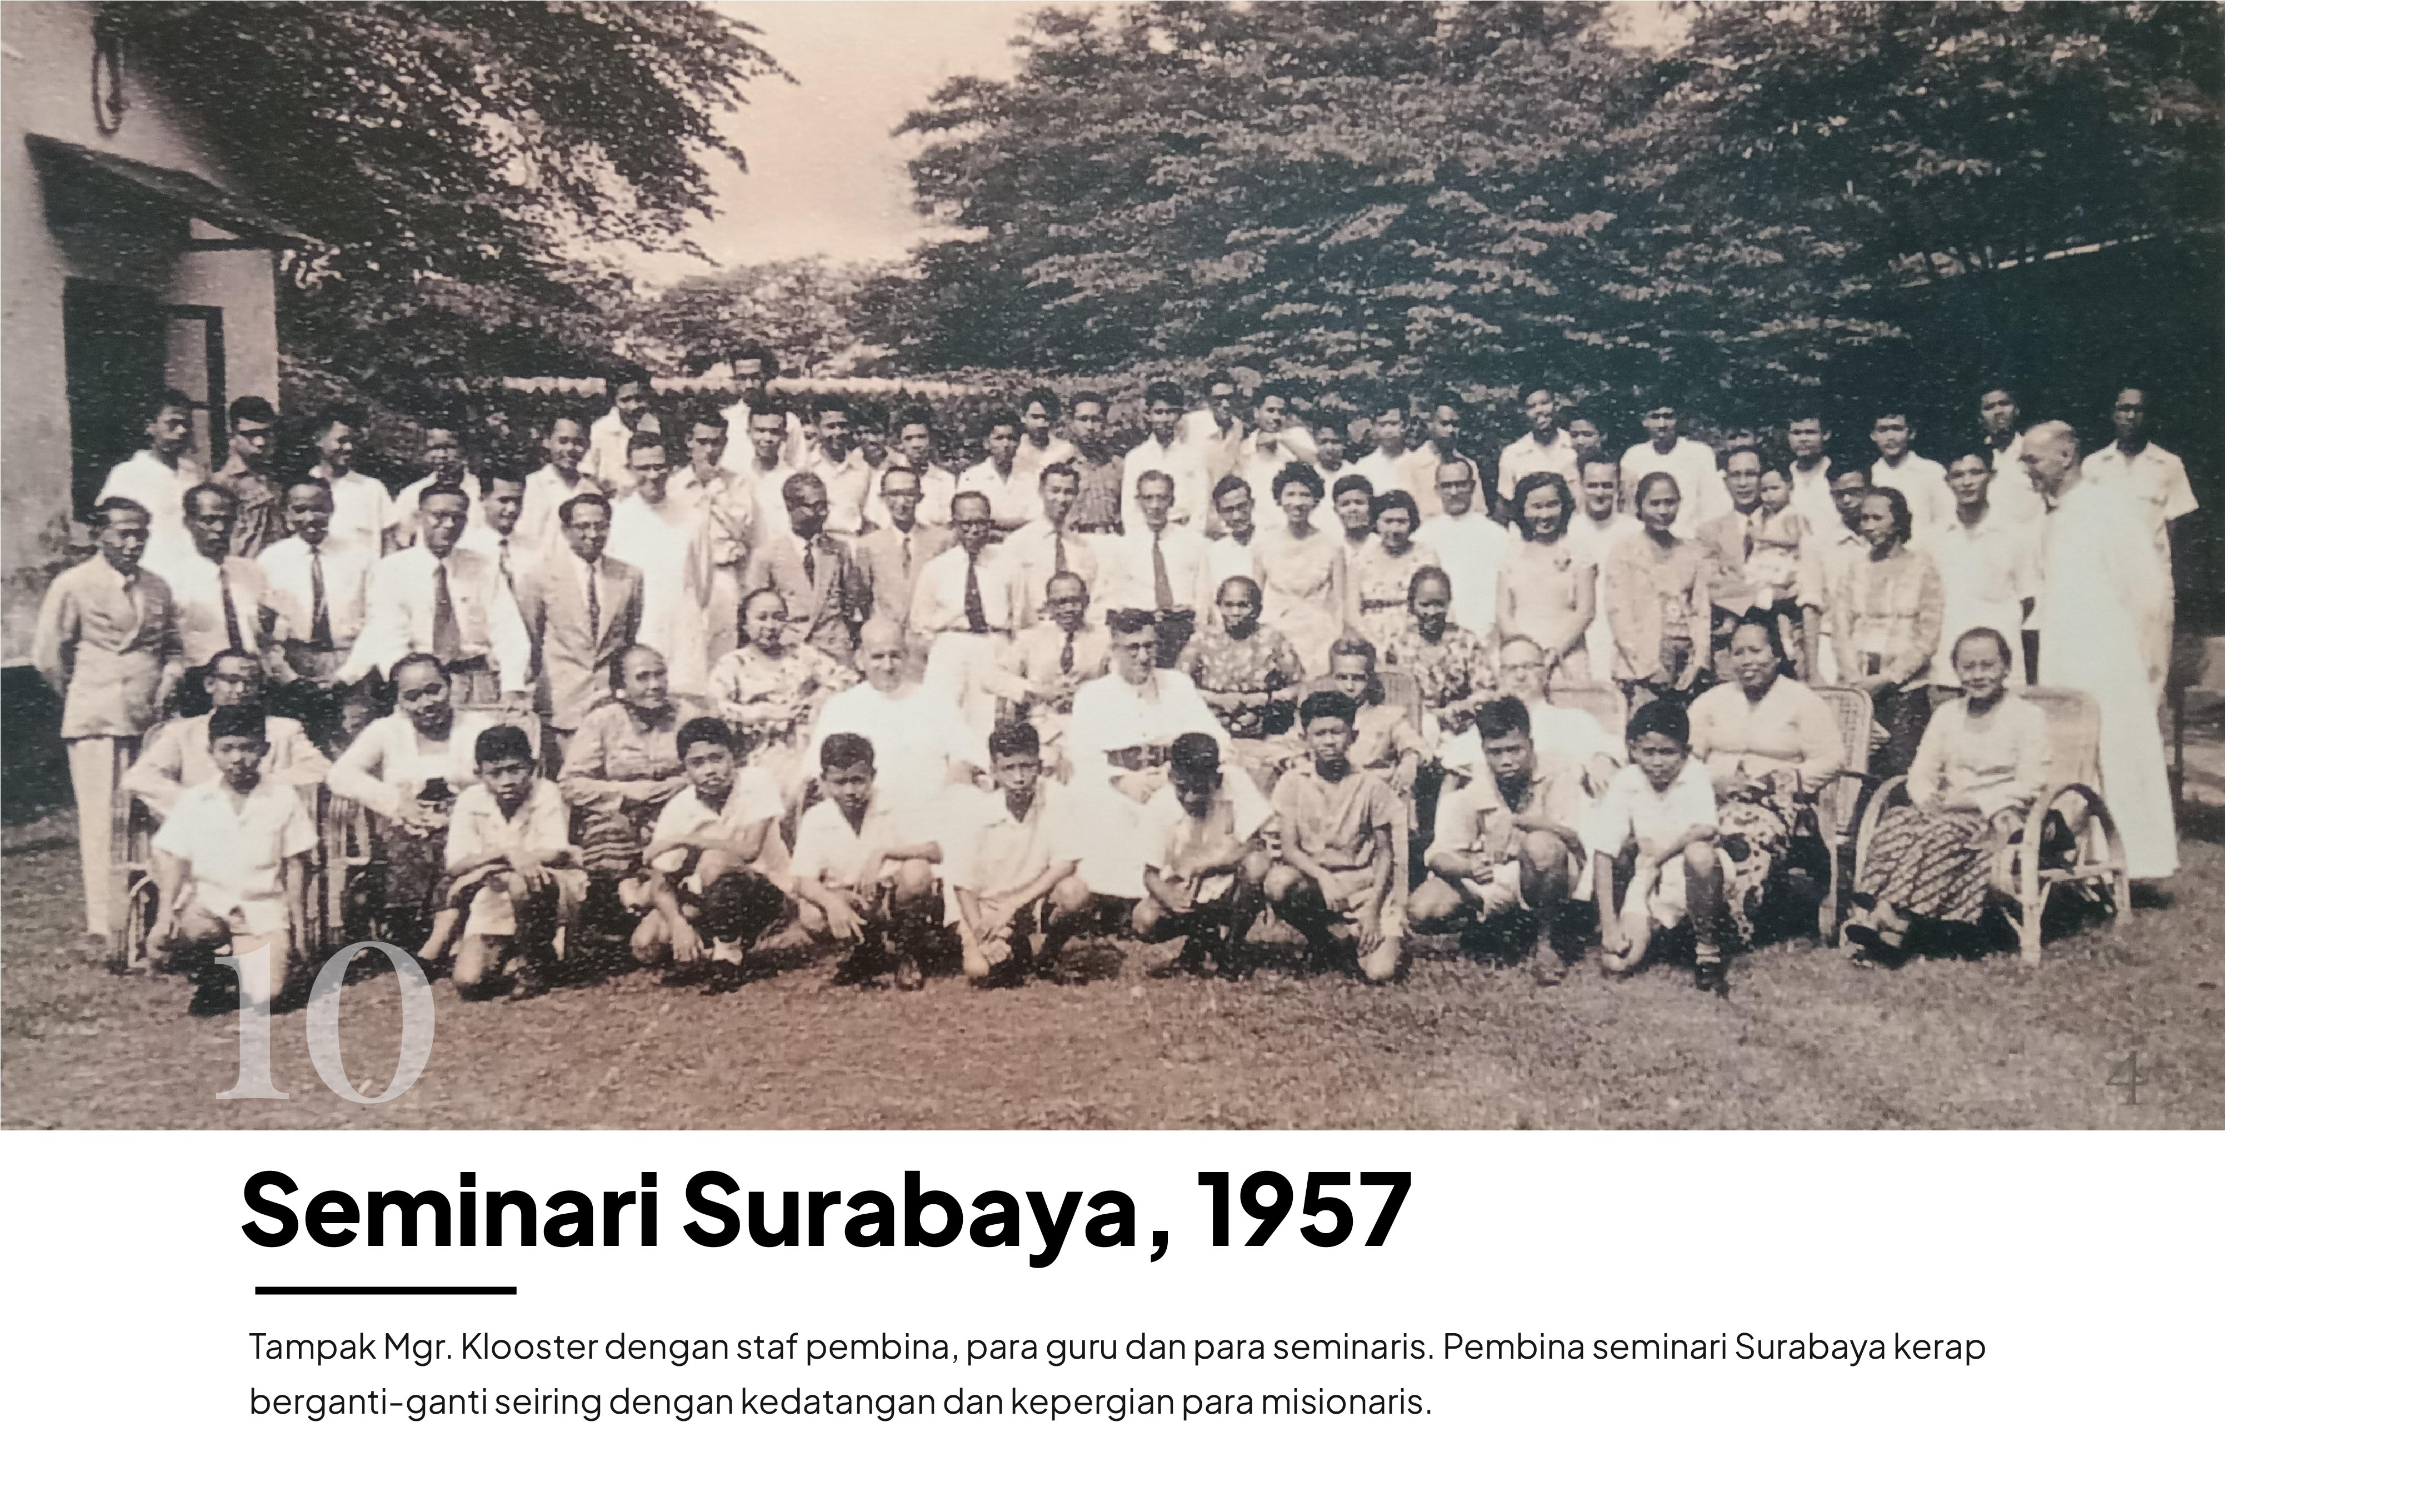 10
4
Seminari Surabaya, 1957
Tampak Mgr. Klooster dengan staf pembina, para guru dan para seminaris. Pembina seminari Surabaya kerap
berganti-ganti seiring dengan kedatangan dan kepergian para misionaris.